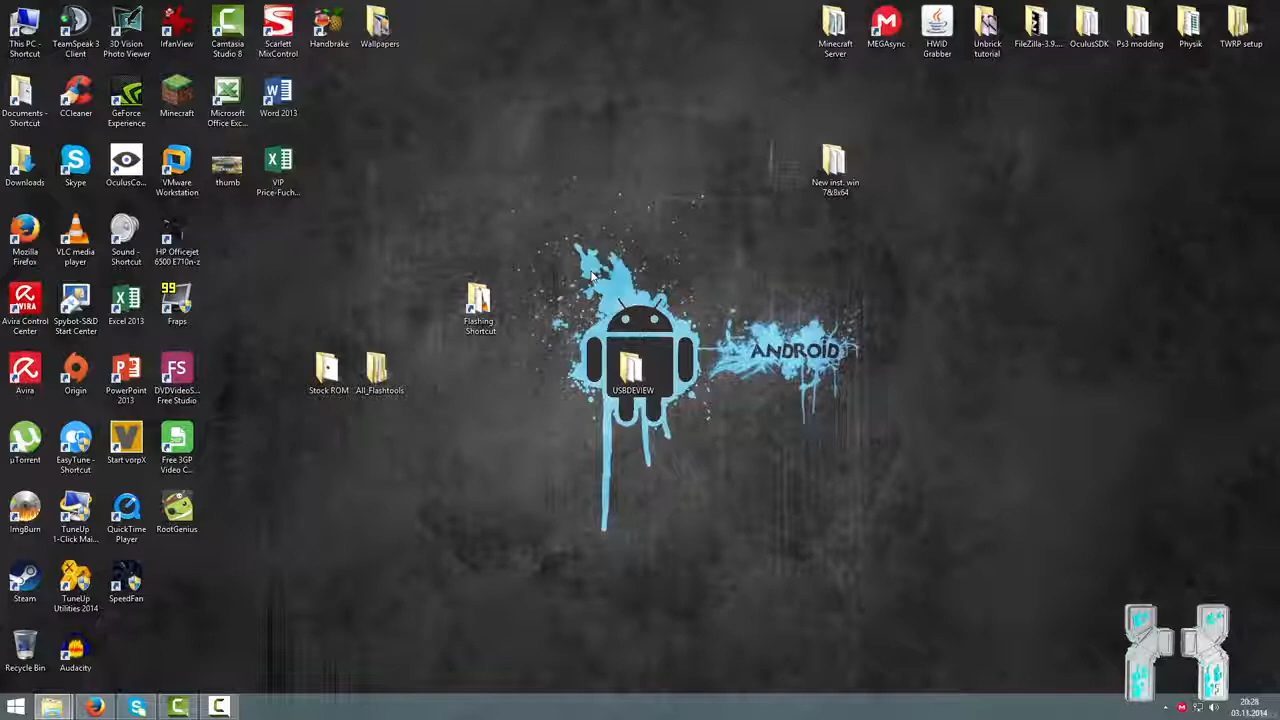 This PC - Shortcut
TeamSpeak 3 Client
3D Vision Photo Viewer
IrfanView
Camtasia Studio 8
Scarlett MixControl
Handbrake
Wallpapers
Minecraft Server
MEGAsync
HWID Grabber
Unbrick tutorial
FileZilla-3.9....
OculusSDK
Ps3 modding
Physik
TWRP setup
Documents - Shortcut
CCleaner
GeForce Experience
Minecraft
Microsoft Office Exc...
Word 2013
Downloads
Skype
OculusCo...
VMware Workstation
thumb
VIP Price-Fuch...
New inst. win 7&8x64
Mozilla Firefox
VLC media player
Sound - Shortcut
HP Officejet 6500 E710n-z
Avira Control Center
Spybot-S&D Start Center
Excel 2013
99
Fraps
Flashing Shortcut
ANDROID
Avira
Origin
PowerPoint 2013
DVDVideoS... Free Studio
Stock ROM
All_Flashtools
USBDEVIEW
µTorrent
EasyTune - Shortcut
Start vorpX
Free 3GP Video C...
ImgBurn
TuneUp 1-Click Mai...
QuickTime Player
RootGenius
Steam
TuneUp Utilities 2014
SpeedFan
Recycle Bin
Audacity
20:28
03.11.2014